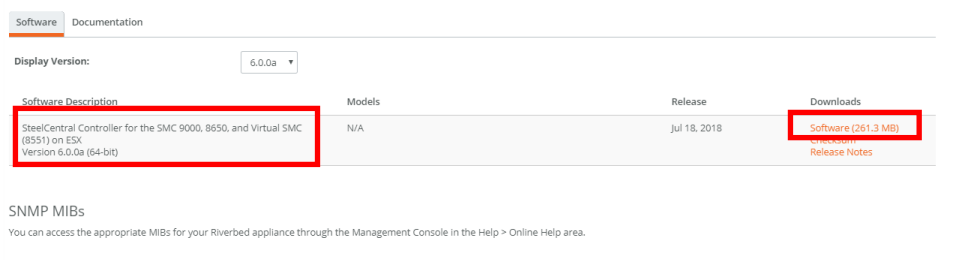 Software Documentation
Display Version: 6.0.0a
Software Description Models Release Downloads
SteelCentral Controller for the SMC 9000, 8650, and Virtual SMC N/A Jul 18, 2018 Software (261.3 MB)
(8551) on ESX Checksum
Version 6.0.0a (64-bit) Release Notes
SNMP MIBs
You can access the appropriate MIBs for your Riverbed appliance through the Management Console in the Help > Online Help area.